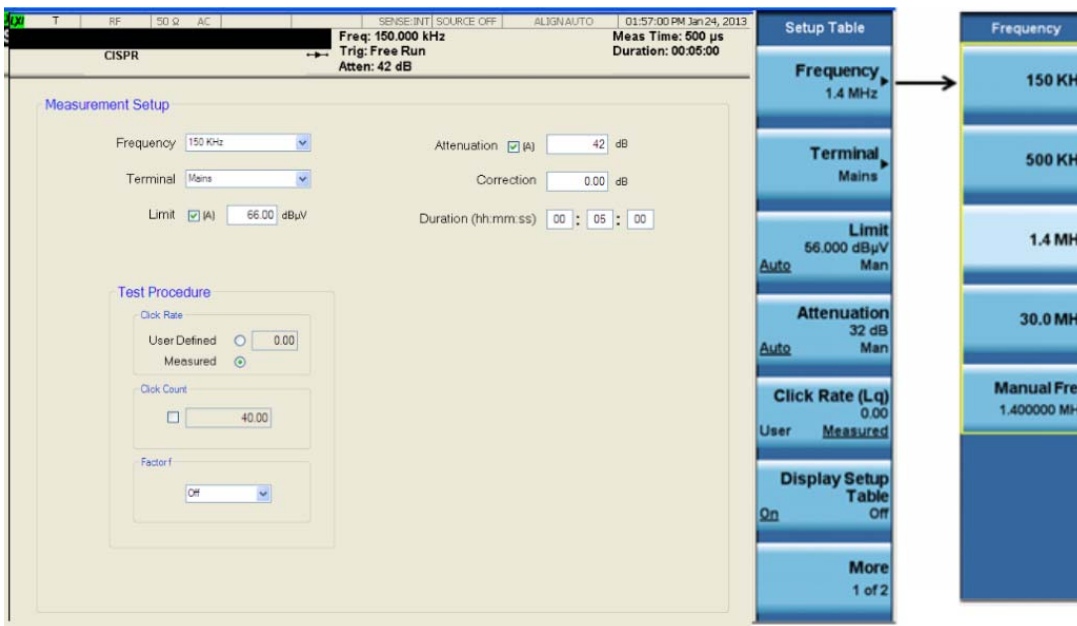 LXI T RF 50 Ω AC SENSE:INT SOURCE OFF ALIGN AUTO 01:57:00 PM Jan 24, 2013
CISPR
Freq: 150.000 kHz
Trig: Free Run
Atten: 42 dB
Meas Time: 500 µs
Duration: 00:05:00
Measurement Setup
Frequency 150 KHz
Terminal Mains
Limit (A) 66.00 dBµV
Attenuation (A) 42 dB
Correction 0.00 dB
Duration (hh:mm:ss) 00 : 05 : 00
Test Procedure
Click Rate
User Defined 0.00
Measured
Click Count
40.00
Factor f
Off
Setup Table
Frequency
1.4 MHz
Terminal
Mains
Limit
56.000 dBµV
Auto Man
Attenuation
32 dB
Auto Man
Click Rate (Lq)
0.00
User Measured
Display Setup
Table
On Off
More
1 of 2
Frequency
150 KH
500 KH
1.4 MH
30.0 MH
Manual Fre
1.400000 MH